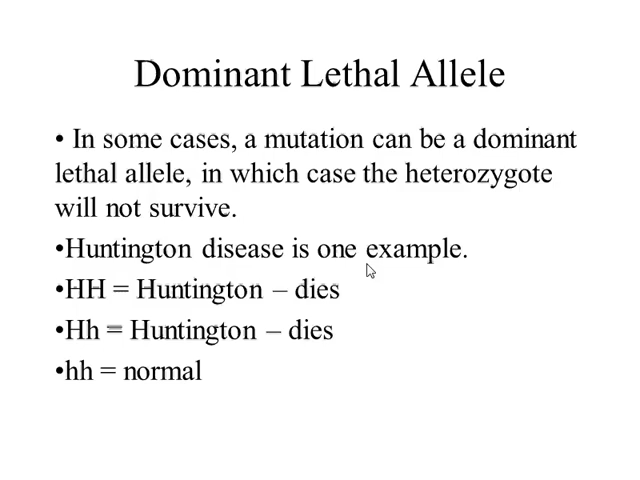 Dominant Lethal Allele
• In some cases, a mutation can be a dominant
lethal allele, in which case the heterozygote
will not survive.
•Huntington disease is one example.
•HH = Huntington – dies
•Hh = Huntington – dies
•hh = normal